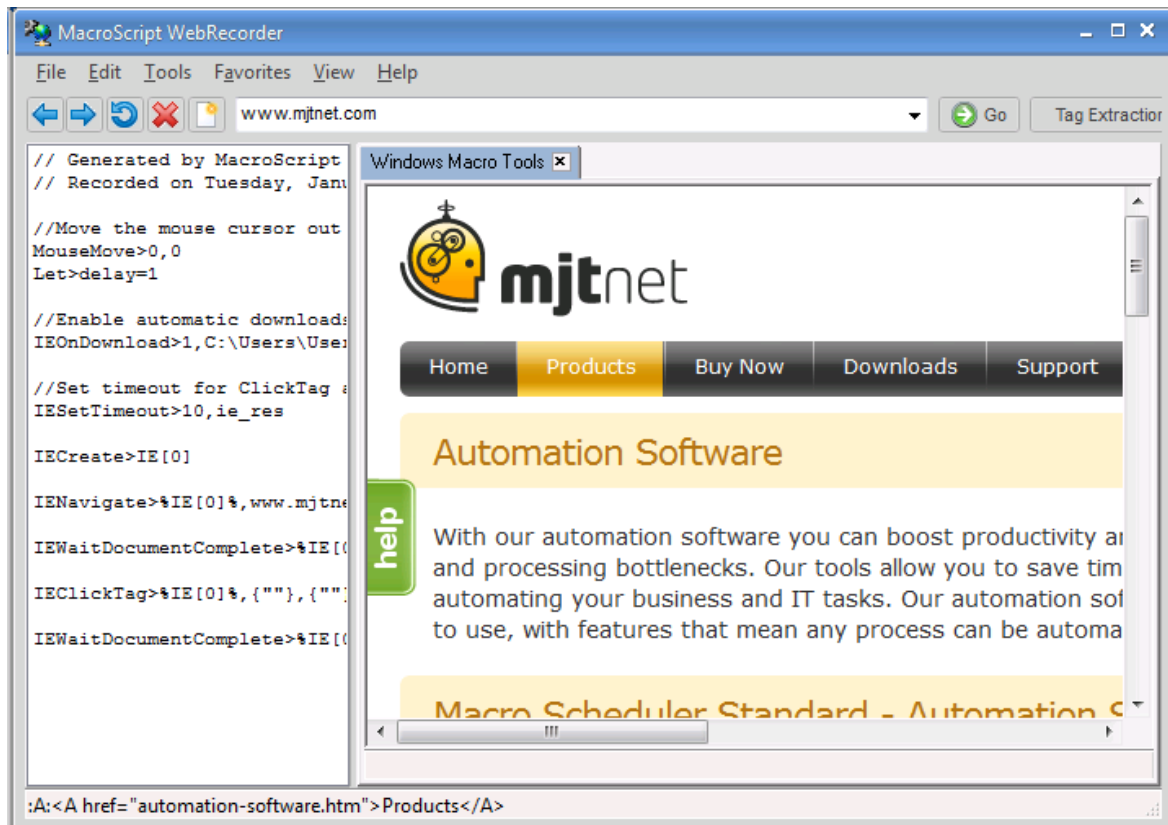 MacroScript WebRecorder
File Edit Tools Favorites View Help
www.mjtnet.com Go Tag Extraction
// Generated by MacroScript
// Recorded on Tuesday,
//Move the mouse cursor out
MouseMove>0,0
Let>delay=1
//Enable automatic downloads
IEOnDownload>1,C:\Users\User
//Set timeout for ClickTag
IESetTimeout>10,ie_res
IECreate>IE[0]
IENavigate>%IE[0]%,www.mjtne
IEWaitDocumentComplete>%IE[0
IEClickTag>%IE[0]%,{""},{""}
IEWaitDocumentComplete>%IE[0
Windows Macro Tools
mjtnet
Home Products Buy Now Downloads Support
Automation Software
help
With our automation software you can boost productivity
and processing bottlenecks. Our tools allow you to save
automating your business and IT tasks. Our automation
to use, with features that mean any process can be
Macro Scheduler Standard - Automation
:A:<A href="automation-software.htm">Products</A>